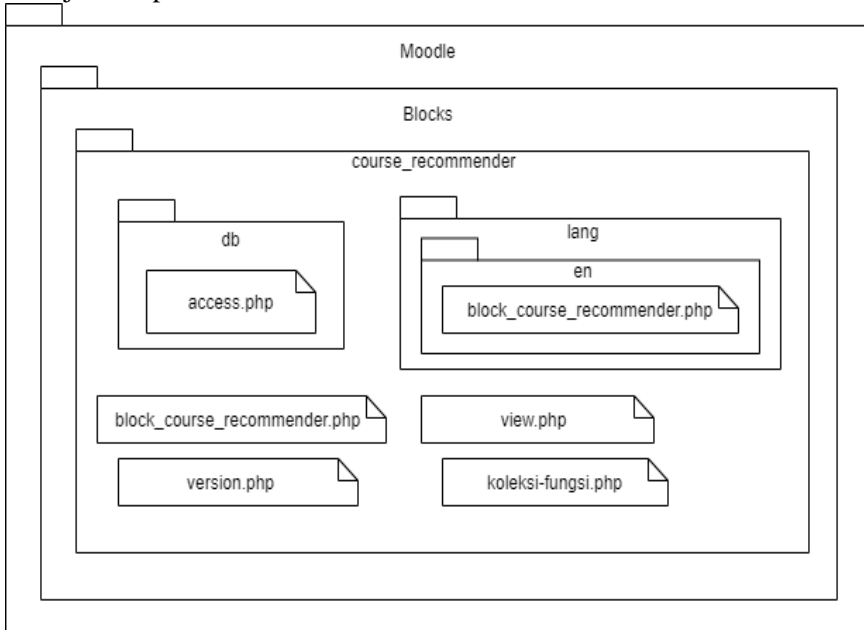 Moodle
Blocks
course_recommender
db
access.php
lang
en
block_course_recommender.php
block_course_recommender.php
view.php
version.php
koleksi-fungsi.php